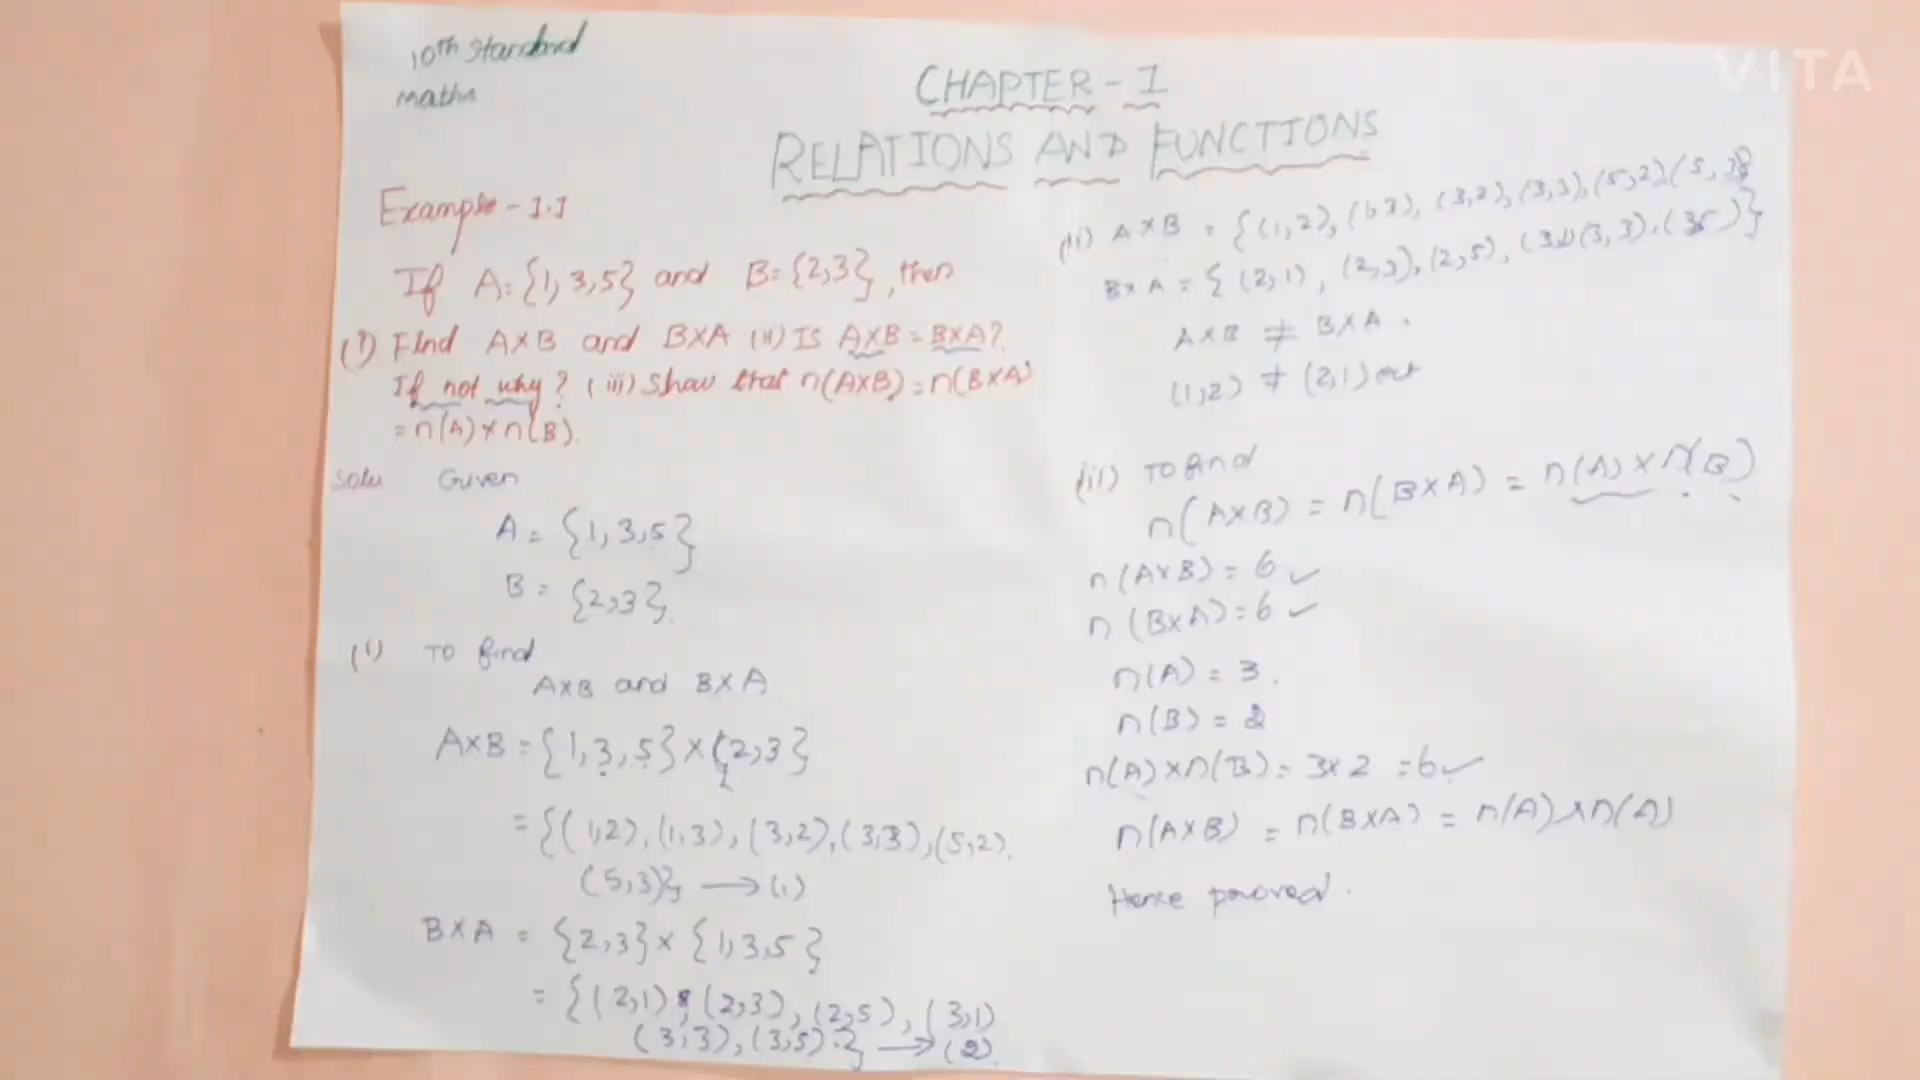 10th Standard
Maths
VITA
CHAPTER - I
RELATIONS AND FUNCTIONS
Example - 1.1
If A = {1, 3, 5} and B = {2, 3}, then
(i) Find A×B and B×A (ii) Is A×B = B×A?
If not why? (iii) Show that n(A×B) = n(B×A)
= n(A) × n(B).
Solu Given
A = {1, 3, 5}
B = {2, 3}.
(i) To find
A×B and B×A
A×B = {1, 3, 5} × {2, 3}
= {(1,2), (1,3), (3,2), (3,3), (5,2).
(5,3)} → (1)
B×A = {2,3} × {1,3,5}
= {(2,1), (2,3), (2,5), (3,1)
(3,3), (3,5).} → (2)
(ii) A×B = {(1,2), (1,3), (3,2), (3,3), (5,2) (5,3)}
B×A = {(2,1), (2,3), (2,5), (3,1) (3,3), (3,5)}
A×B ≠ B×A.
(1,2) ≠ (2,1)
(iii) To find
n(A×B) = n(B×A) = n(A) × n(B)
n(A×B) = 6 ✓
n(B×A) = 6 ✓
n(A) = 3.
n(B) = 2
n(A)×n(B) = 3×2 = 6 ✓
n(A×B) = n(B×A) = n(A)×n(A)
Hence proved.